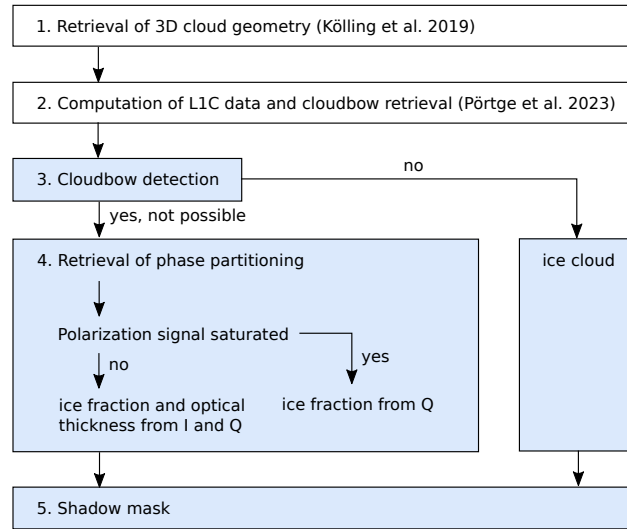 1. Retrieval of 3D cloud geometry (Kölling et al. 2019)
2. Computation of L1C data and cloudbow retrieval (Pörtge et al. 2023)
3. Cloudbow detection
no
yes, not possible
4. Retrieval of phase partitioning
ice cloud
Polarization signal saturated
no
yes
ice fraction and optical
thickness from I and Q
ice fraction from Q
5. Shadow mask